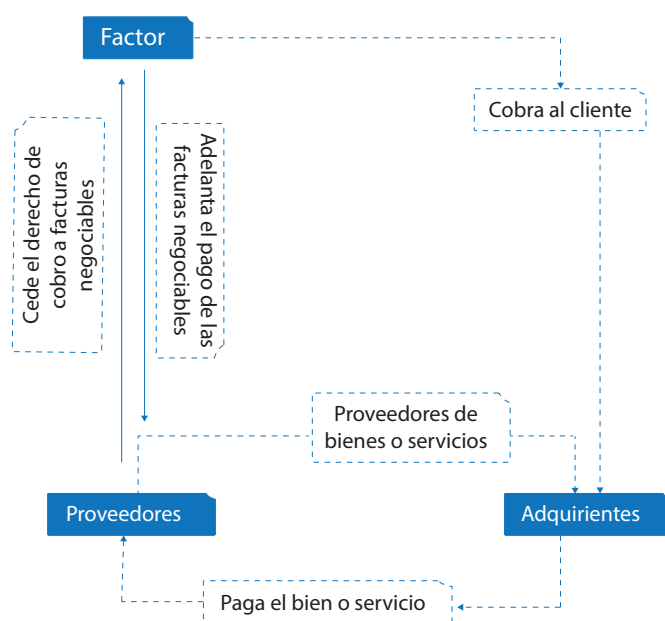 Factor
Cobra al cliente
Cede el derecho de
cobro a facturas
negociables
Adelanta el pago de las
facturas negociables
Proveedores de
bienes o servicios
Proveedores
Adquirientes
Paga el bien o servicio